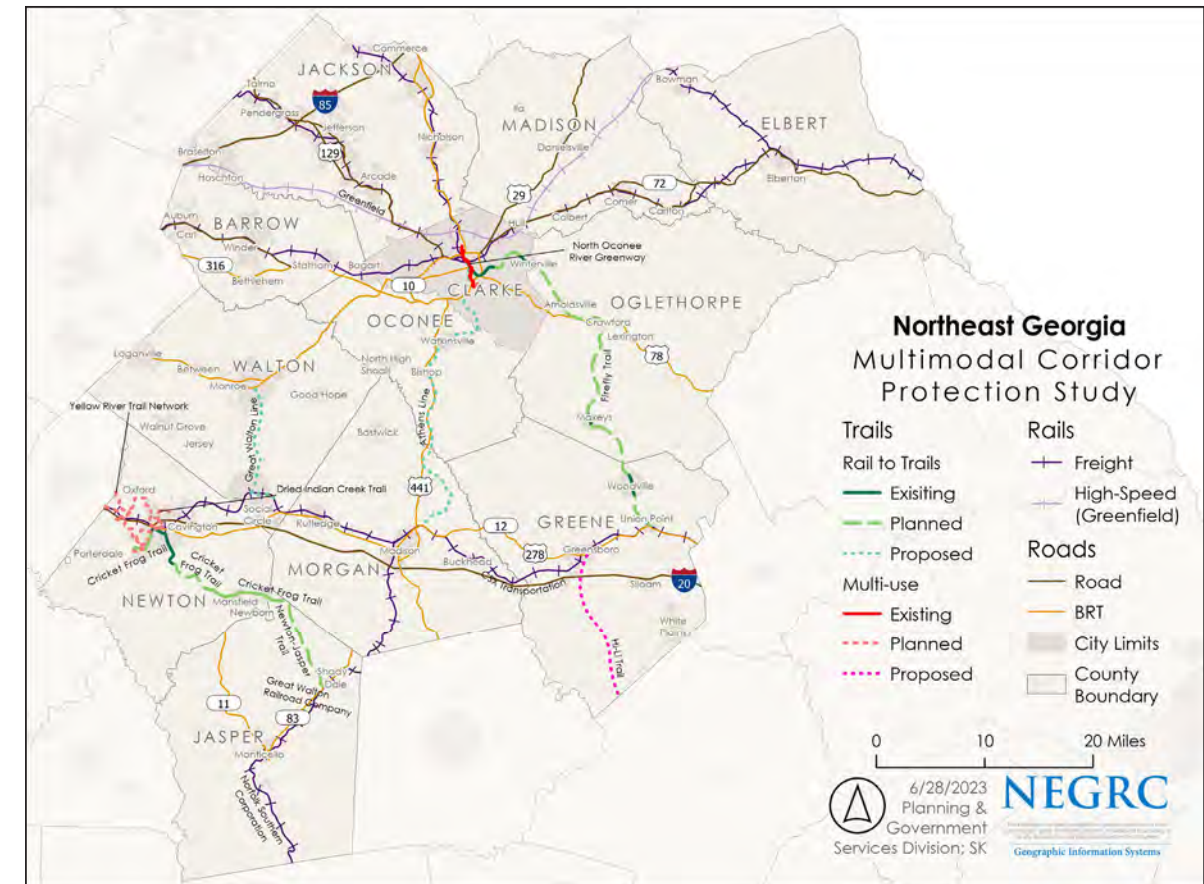 Commerce
JACKSON
Talmo
85
Pendergrass
Jefferson
Nicholson
129
Braselton
Hoschton
Arcade
Greenfield
Ila
MADISON
Danielsville
29
Bowman
ELBERT
Elberton
72
Comer
Carlton
Colbert
Hull
Auburn
Carl
BARROW
Winder
316
Statham
Bogart
Bethlehem
10
North Oconee
River Greenway
Winterville
CLARKE
Arnoldsville
OGLETHORPE
Crawford
Lexington
78
OCONEE
Watkinsville
North High
Shoals
Bishop
Athens Line
Firefly Trail
Maxeys
Loganville
Between
WALTON
Monroe
Good Hope
Yellow River Trail Network
Walnut Grove
Jersey
Great Walton Line
Bostwick
441
Dried Indian Creek Trail
Oxford
Social
Circle
Rutledge
Covington
Porterdale
Cricket Frog Trail
Cricket
Frog Trail
Cricket Frog Trail
NEWTON
Mansfield
Newborn
Newton-Jasper
Trail
MORGAN
Madison
Buckhead
CSX Transportation
12
278
GREENE
Greensboro
Union Point
Woodville
Siloam
20
White
Plains
Hi-Li Trail
Shady
Dale
Great Walton
Railroad Company
11
83
JASPER
Monticello
Norfolk Southern
Corporation
Northeast Georgia
Multimodal Corridor
Protection Study
Trails
Rail to Trails
Exisiting
Planned
Proposed
Multi-use
Existing
Planned
Proposed
Rails
Freight
High-Speed
(Greenfield)
Roads
Road
BRT
City Limits
County
Boundary
0 10 20 Miles
6/28/2023
Planning &
Government
Services Division; SK
NEGRC
Geographic Information Systems